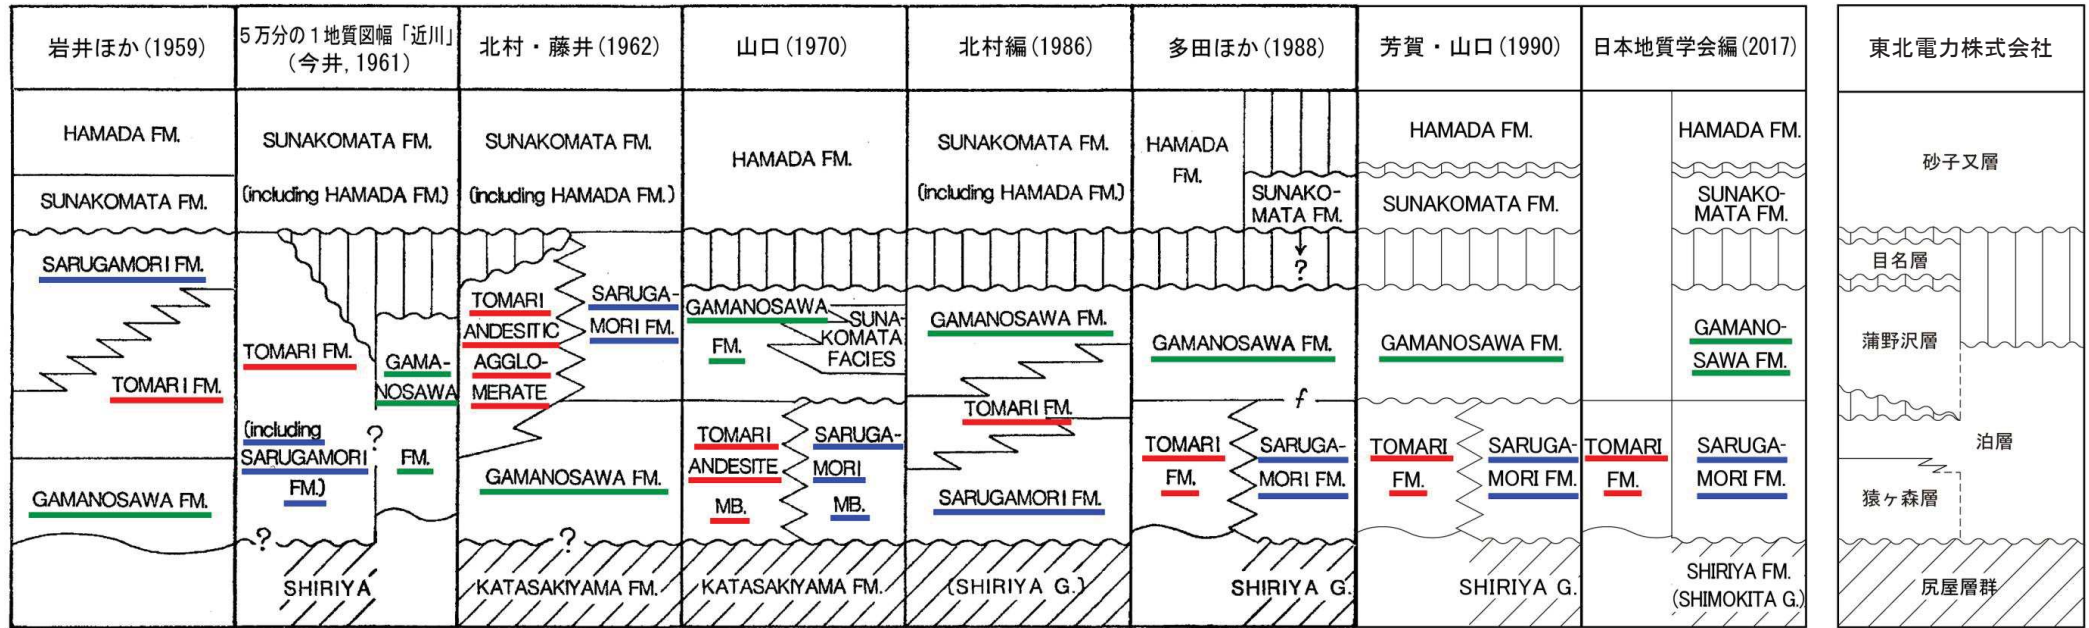 岩井ほか(1959)
HAMADA FM.
SUNAKOMATA FM.
SARUGAMORI FM.
TOMARI FM.
GAMANOSAWA FM.
5万分の1地質図幅「近川」
(今井, 1961)
SUNAKOMATA FM.
(including HAMADA FM.)
TOMARI FM.
(including
SARUGAMORI
FM.)
GAMA-
NOSAWA
FM.
?
?
SHIRIYA
北村・藤井(1962)
SUNAKOMATA FM.
(including HAMADA FM.)
TOMARI
ANDESITIC
AGGLO-
MERATE
SARUGA-
MORI FM.
GAMANOSAWA FM.
?
KATASAKIYAMA FM.
山口(1970)
HAMADA FM.
GAMANOSAWA
FM.
SUNA-
KOMATA
FACIES
TOMARI
ANDESITE
MB.
SARUGA-
MORI
MB.
KATASAKIYAMA FM.
北村編(1986)
SUNAKOMATA FM.
(including HAMADA FM.)
GAMANOSAWA FM.
TOMARI FM.
SARUGAMORI FM.
(SHIRIYA G.)
多田ほか(1988)
HAMADA
FM.
SUNAKO-
MATA FM.
?
GAMANOSAWA FM.
f
TOMARI
FM.
SARUGA-
MORI FM.
SHIRIYA G.
芳賀・山口(1990)
HAMADA FM.
SUNAKOMATA FM.
GAMANOSAWA FM.
TOMARI
FM.
SARUGA-
MORI FM.
SHIRIYA G.
日本地質学会編(2017)
HAMADA FM.
SUNAKO-
MATA FM.
GAMANO-
SAWA FM.
TOMARI
FM.
SARUGA-
MORI FM.
SHIRIYA FM.
(SHIMOKITA G.)
東北電力株式会社
砂子又層
目名層
蒲野沢層
泊層
猿ヶ森層
尻屋層群